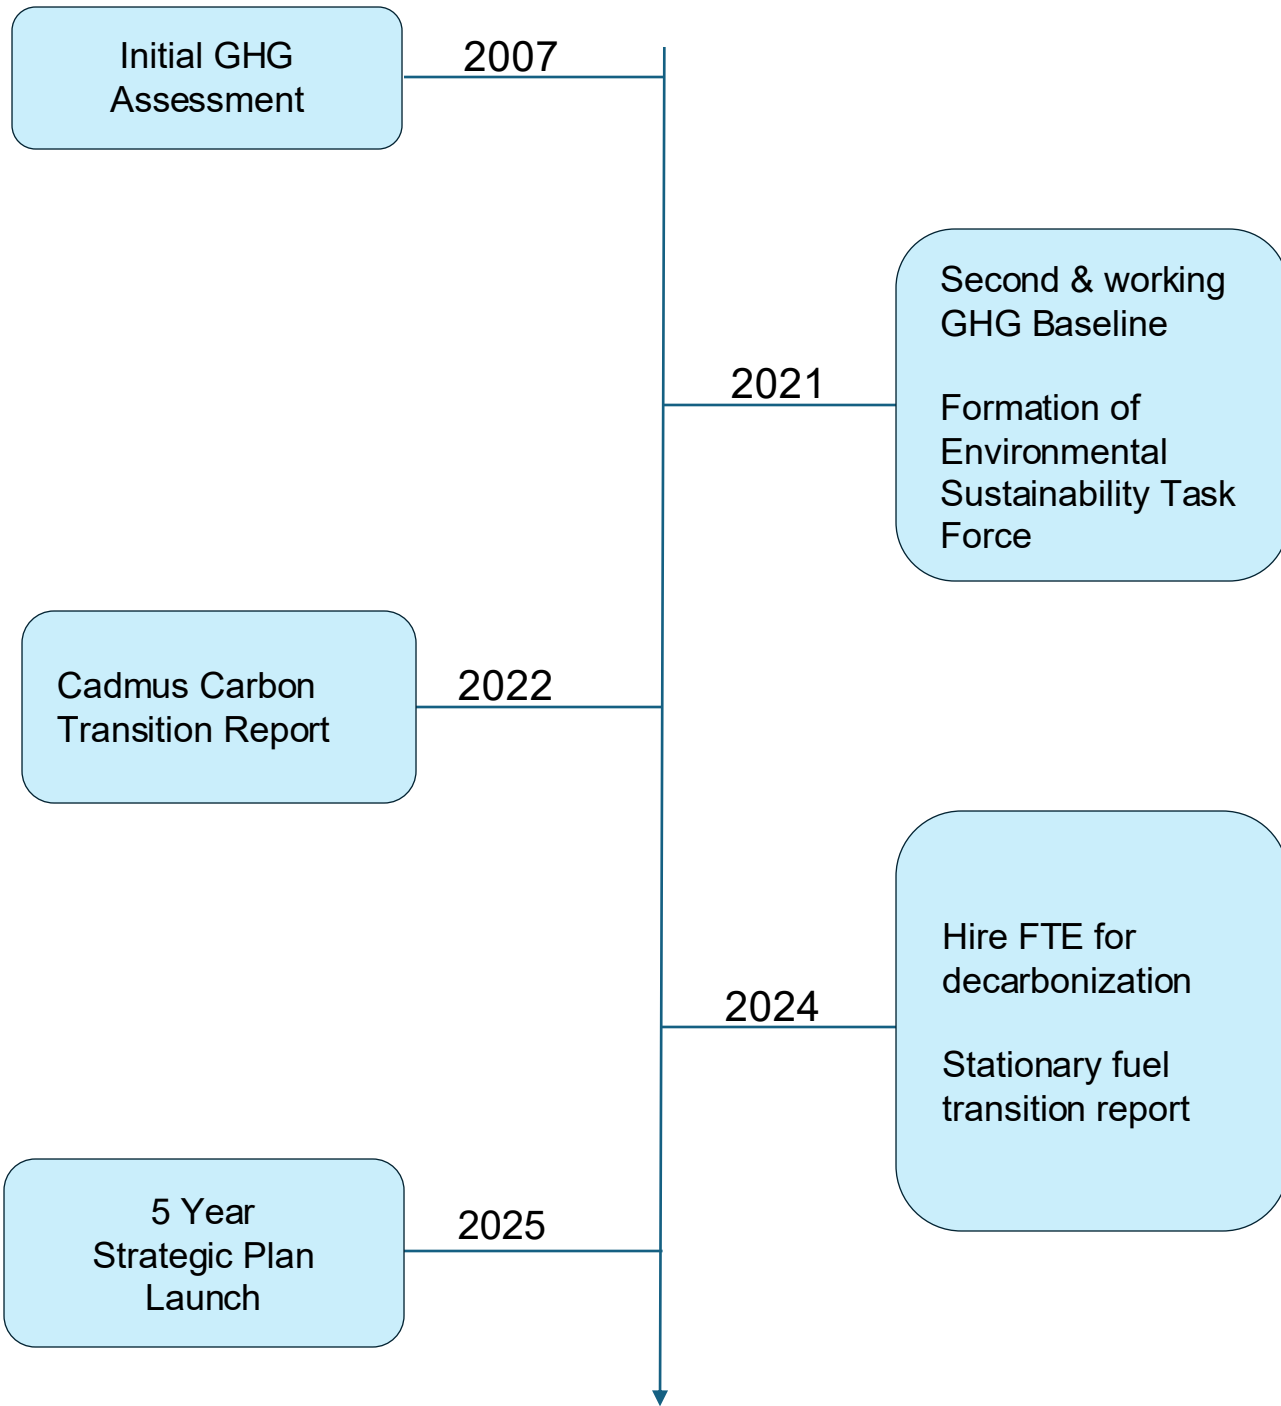 Initial GHG
Assessment
2007
Second & working
GHG Baseline
2021
Formation of
Environmental
Sustainability Task
Force
Cadmus Carbon
Transition Report
2022
Hire FTE for
decarbonization
2024
Stationary fuel
transition report
5 Year
Strategic Plan
Launch
2025